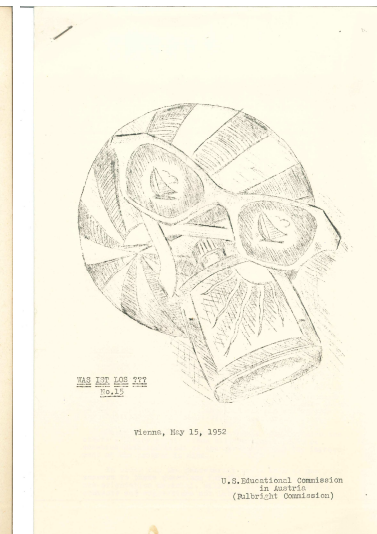 WAS IST LOS ???
No.15
Vienna, May 15, 1952
U.S.Educational Commission
in Austria
(Fulbright Commission)